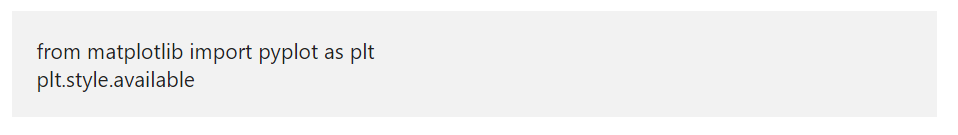 from matplotlib import pyplot as plt
plt.style.available